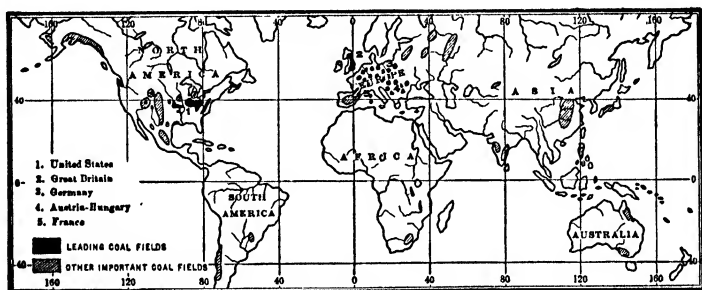 160 120 80 40 0 40 80 120 160
NORTH
AMERICA
EUROPE
ASIA
40 40
AFRICA
1. United States
2. Great Britain
3. Germany
4. Austria-Hungary
5. France
0 0
SOUTH
AMERICA
AUSTRALIA
LEADING COAL FIELDS
OTHER IMPORTANT COAL FIELDS
40 40
160 120 80 40 0 40 80 120 160